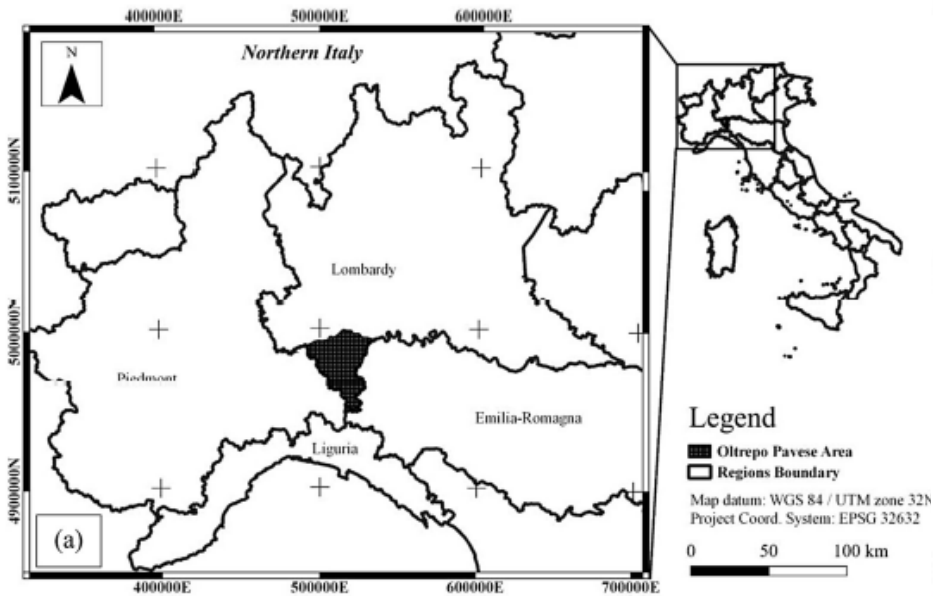 400000E
500000E
600000E
Northern Italy
N
5100000N
5000000N
4900000N
Lombardy
Piedmont
Emilia-Romagna
Liguria
(a)
400000E
500000E
600000E
700000E
Legend
Oltrepo Pavese Area
Regions Boundary
Map datum: WGS 84 / UTM zone 32N
Project Coord. System: EPSG 32632
0 50 100 km